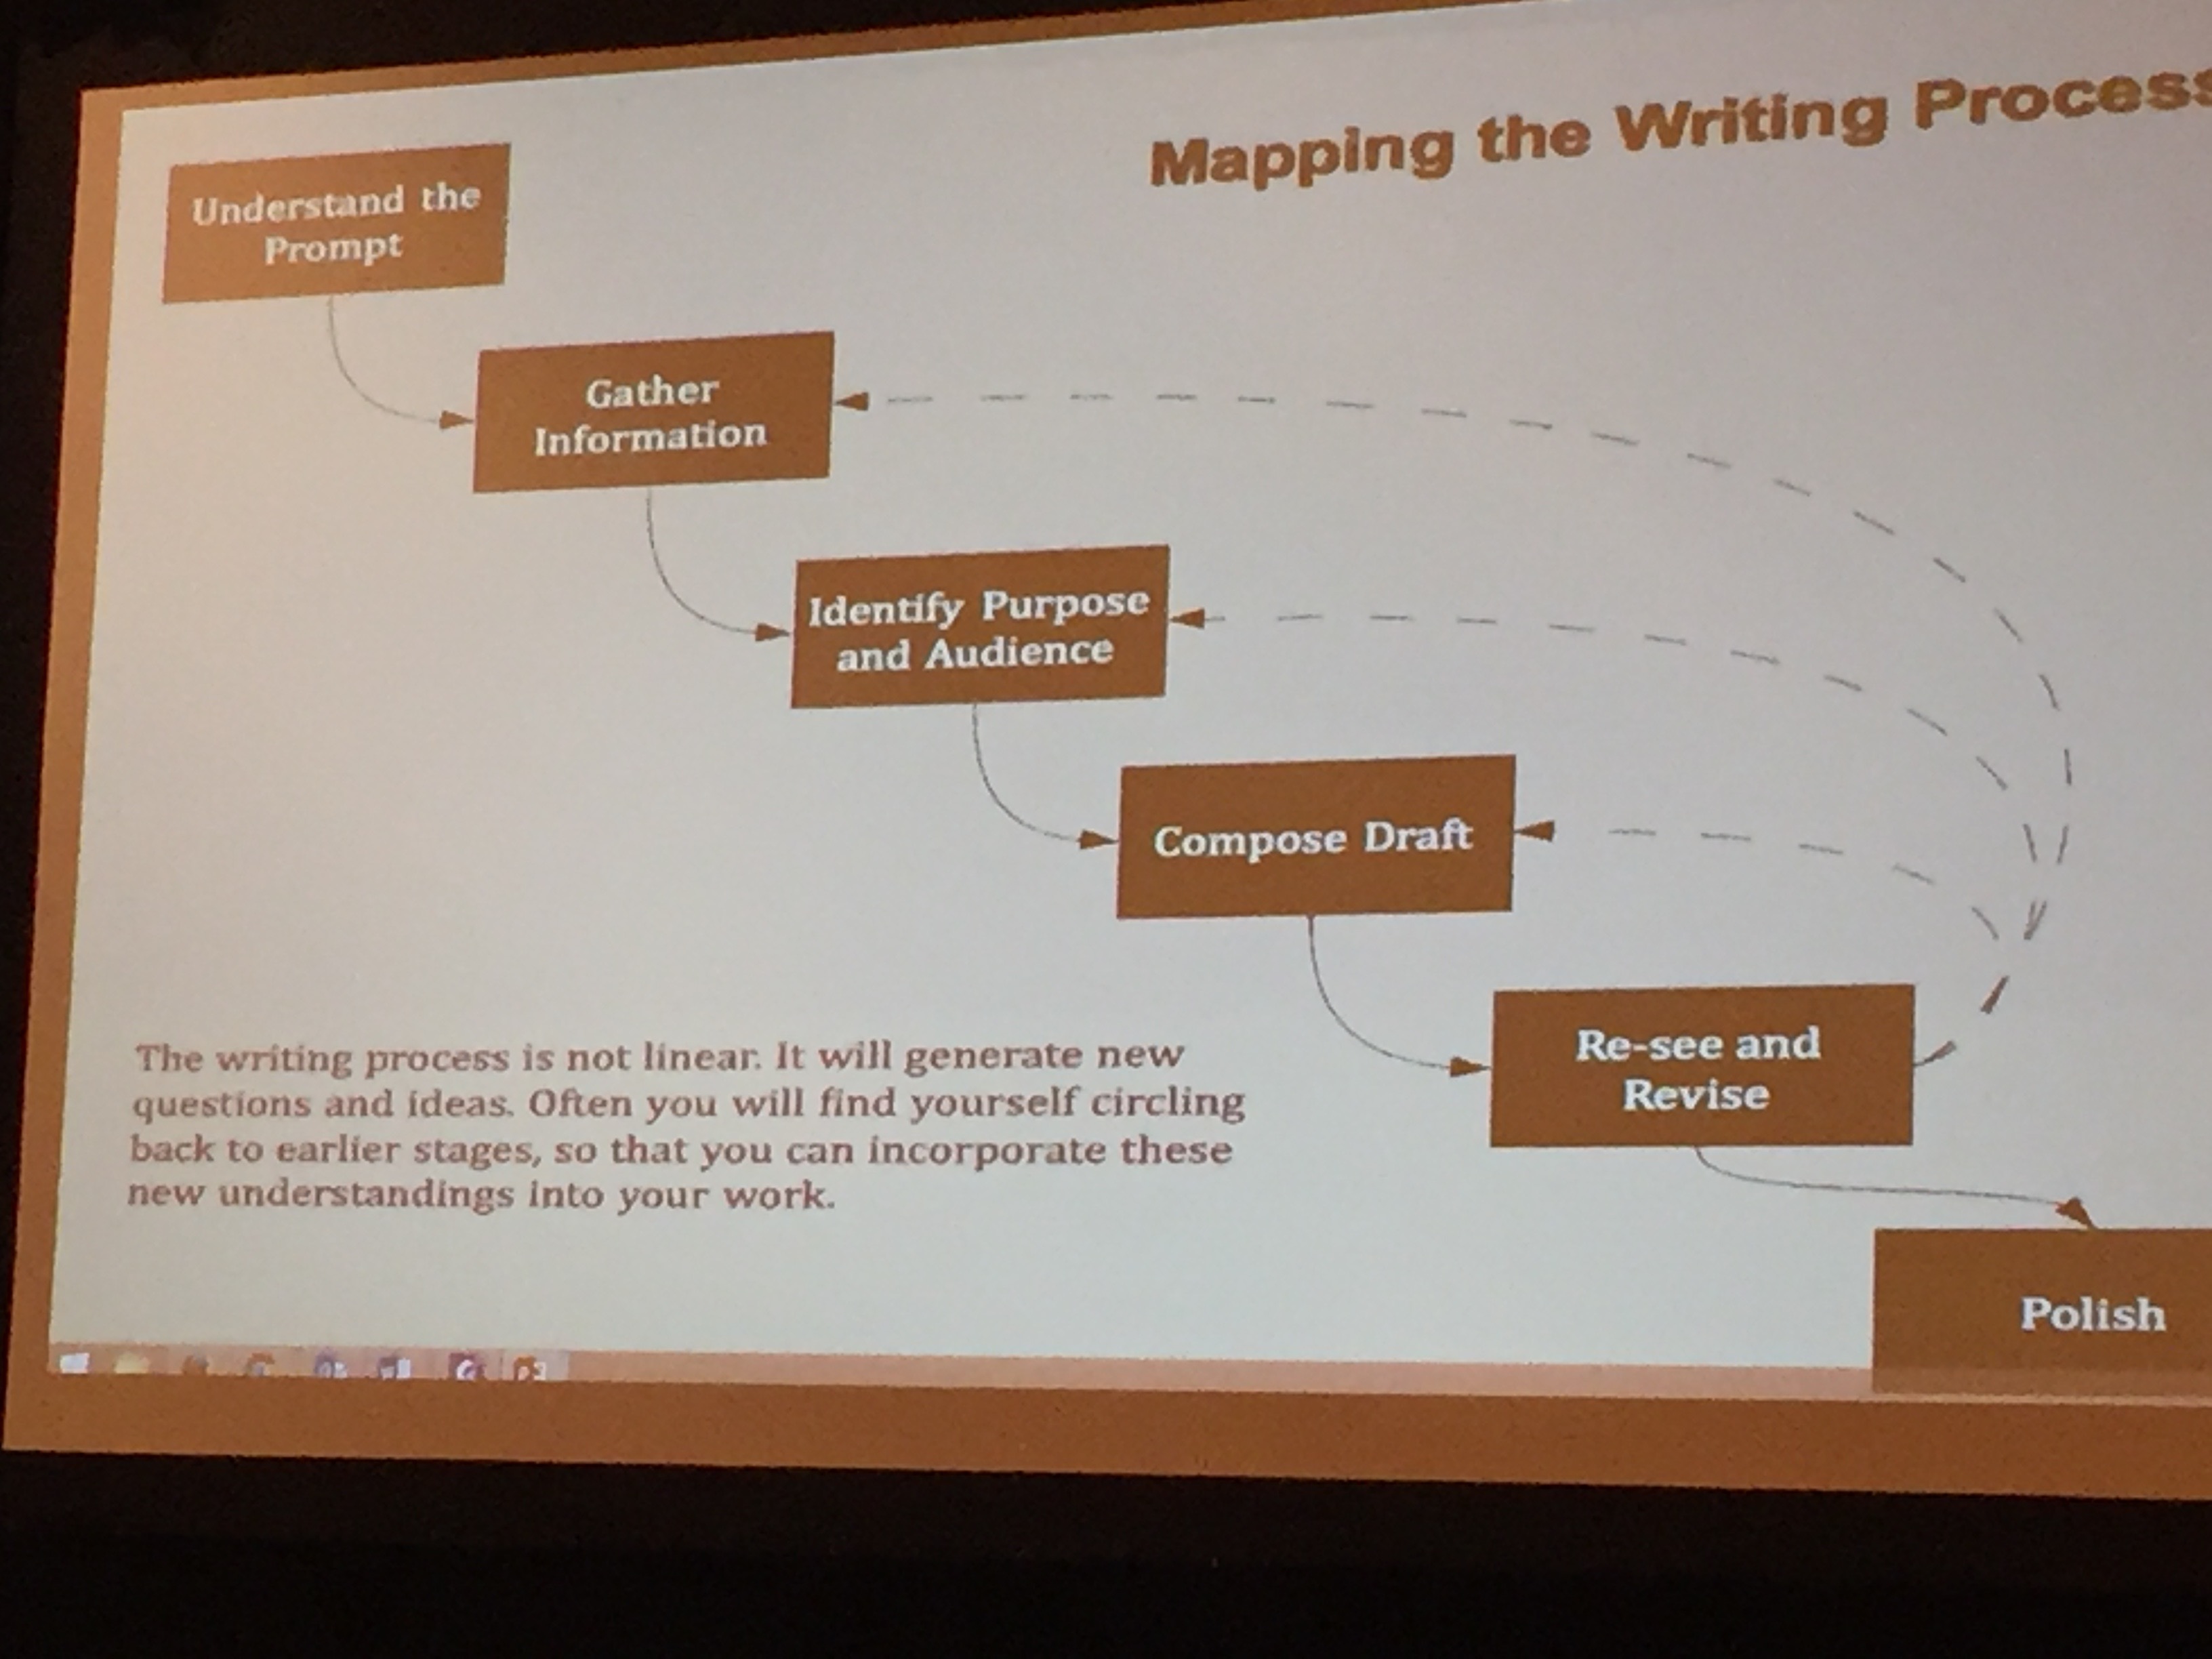 Mapping the Writing Process
Understand the
Prompt
Gather
Information
Identify Purpose
and Audience
Compose Draft
Re-see and
Revise
Polish
The writing process is not linear. It will generate new
questions and ideas. Often you will find yourself circling
back to earlier stages, so that you can incorporate these
new understandings into your work.